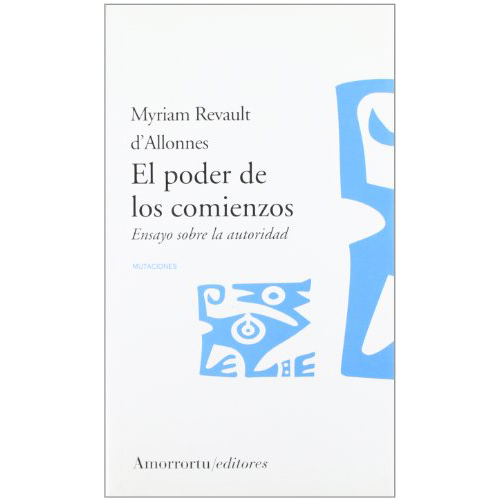 Myriam Revault
d'Allonnes
El poder de
los comienzos
Ensayo sobre la autoridad
MUTACIONES
Amorrortu/editores